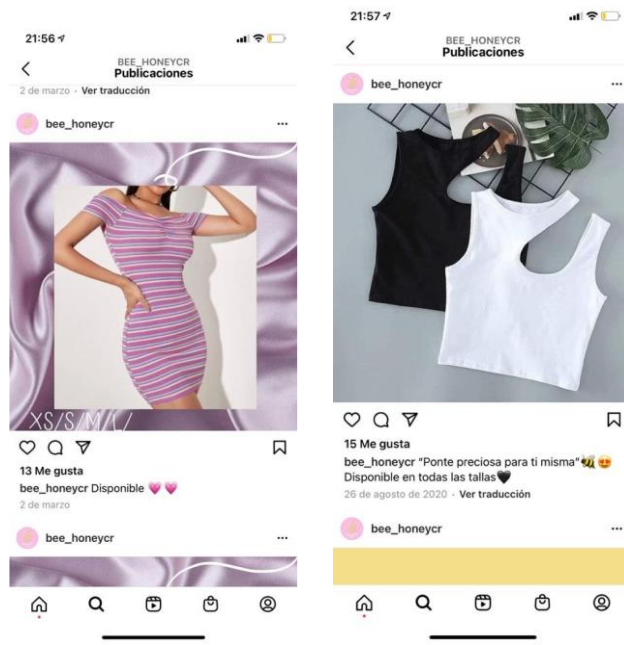 21:56
BEE_HONEYCR
Publicaciones
2 de marzo · Ver traducción
bee_honeycr
XS/S/M/L/
13 Me gusta
bee_honeycr Disponible 💗💗
2 de marzo
bee_honeycr
21:57
BEE_HONEYCR
Publicaciones
bee_honeycr
15 Me gusta
bee_honeycr "Ponte preciosa para ti misma"🐝😍
Disponible en todas las tallas🖤
26 de agosto de 2020 · Ver traducción
bee_honeycr